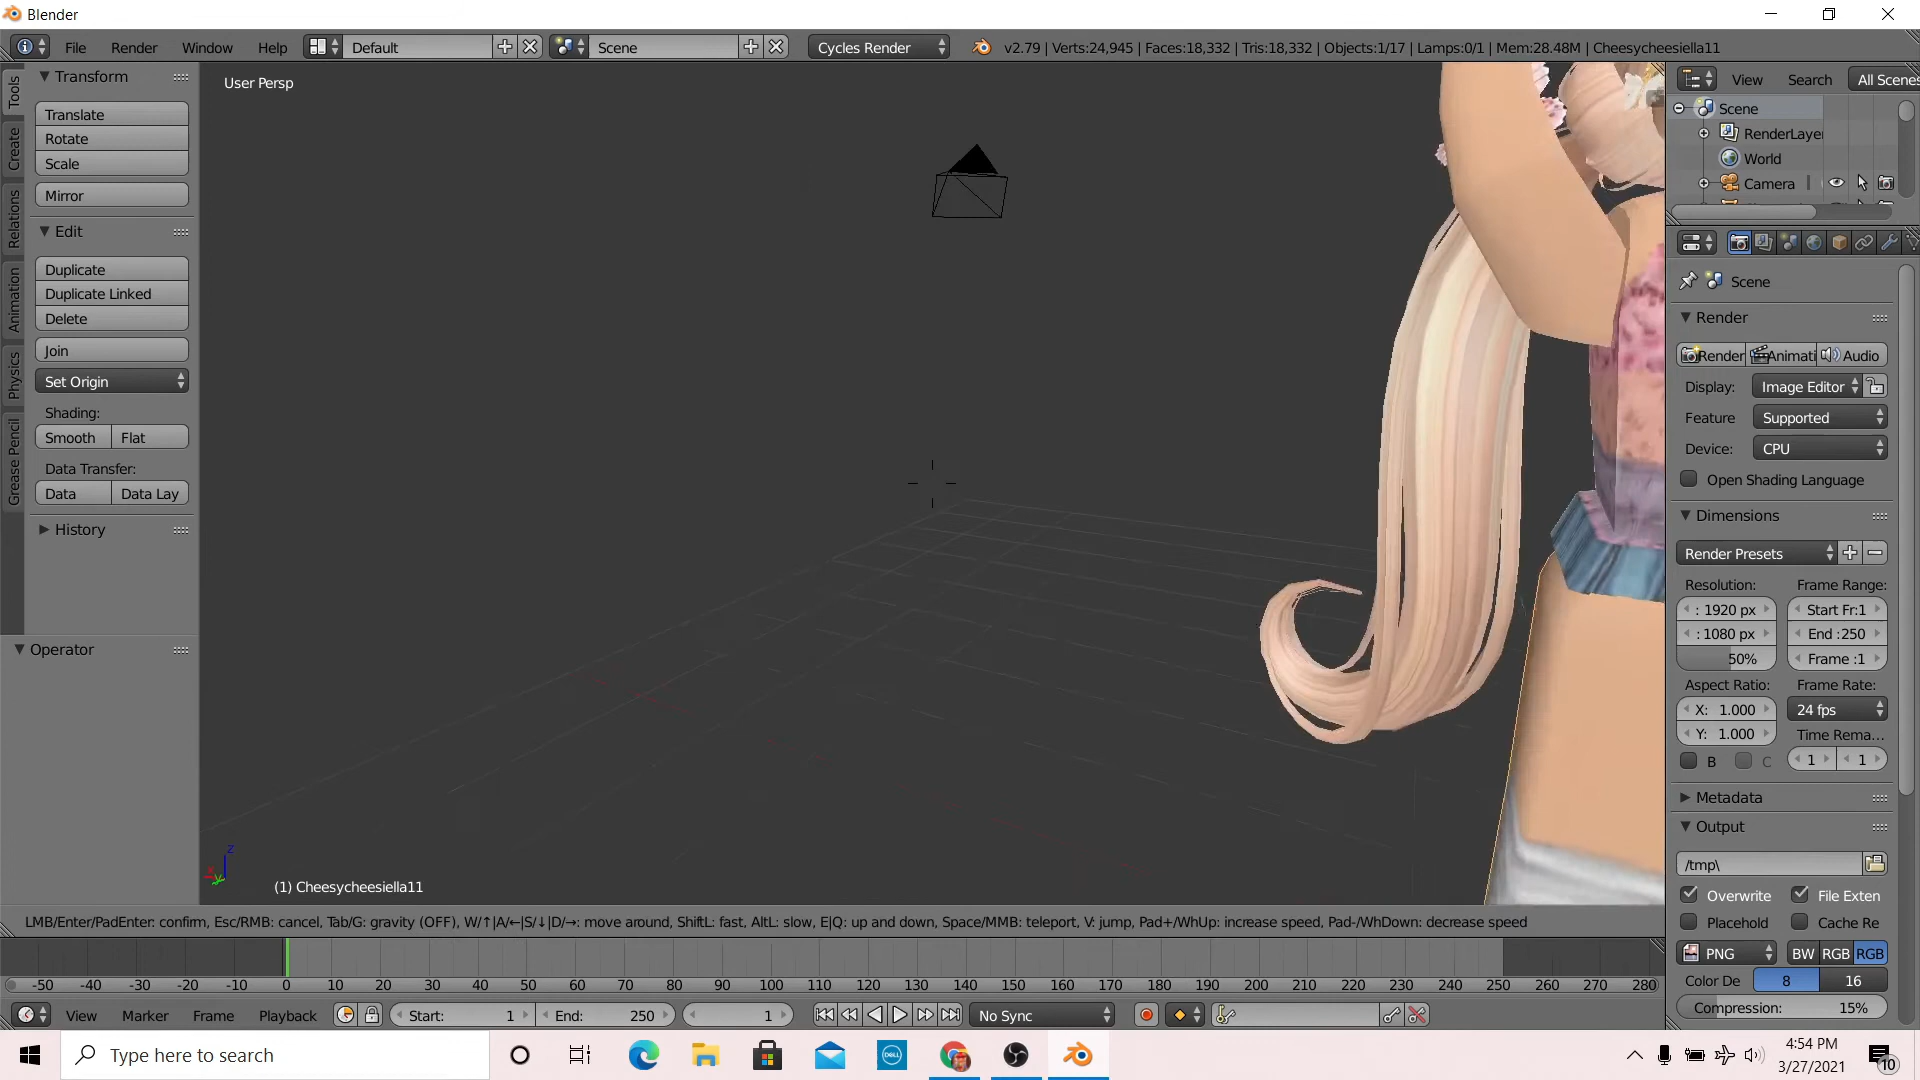 Blender
File Render Window Help Default Scene Cycles Render v2.79 | Verts:24,945 | Faces:18,332 | Tris:18,332 | Objects:1/17 | Lamps:0/1 | Mem:28.48M | Cheesycheesiella11
Tools
Create
Relations
Animation
Physics
Grease Pencil
Transform
Translate
Rotate
Scale
Mirror
Edit
Duplicate
Duplicate Linked
Delete
Join
Set Origin
Shading:
Smooth Flat
Data Transfer:
Data Data Lay
History
Operator
User Persp
z
y
(1) Cheesycheesiella11
View Search All Scenes
Scene
RenderLayer
World
Camera
Scene
Render
Render Animati Audio
Display: Image Editor
Feature Supported
Device: CPU
Open Shading Language
Dimensions
Render Presets
Resolution: Frame Range:
: 1920 px Start Fr:1
: 1080 px End :250
50% Frame :1
Aspect Ratio: Frame Rate:
X: 1.000 24 fps
Y: 1.000 Time Rema...
B C 1 1
Metadata
Output
/tmp\
Overwrite File Exten
Placehold Cache Re
PNG BW RGB RGB
Color De 8 16
Compression: 15%
LMB/Enter/PadEnter: confirm, Esc/RMB: cancel, Tab/G: gravity (OFF), W/↑|A/←|S/↓|D/→: move around, ShiftL: fast, AltL: slow, E|Q: up and down, Space/MMB: teleport, V: jump, Pad+/WhUp: increase speed, Pad-/WhDown: decrease speed
-50 -40 -30 -20 -10 0 10 20 30 40 50 60 70 80 90 100 110 120 130 140 150 160 170 180 190 200 210 220 230 240 250 260 270 280
View Marker Frame Playback Start: 1 End: 250 1 No Sync
Type here to search
DELL
4:54 PM
3/27/2021
10